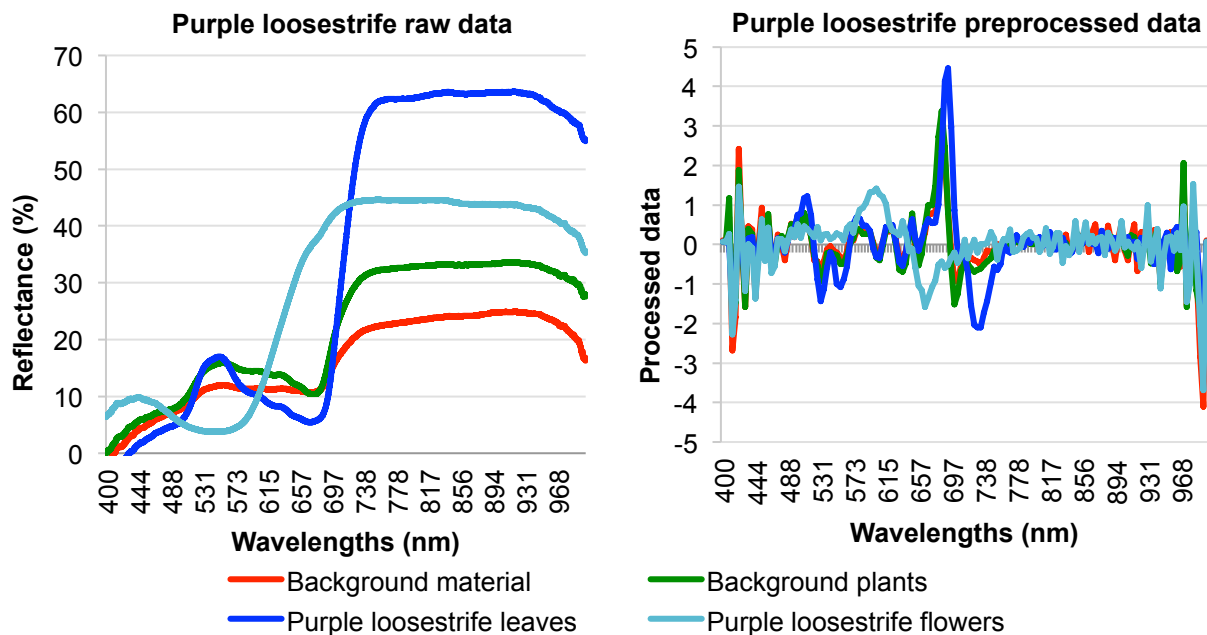 Purple loosestrife raw data
70
60
50
40
30
20
10
0
Reflectance (%)
400 444 488 531 573 615 657 697 738 778 817 856 894 931 968
Wavelengths (nm)
Purple loosestrife preprocessed data
5
4
3
2
1
0
-1
-2
-3
-4
-5
Processed data
400 444 488 531 573 615 657 697 738 778 817 856 894 931 968
Wavelengths (nm)
Background material
Background plants
Purple loosestrife leaves
Purple loosestrife flowers